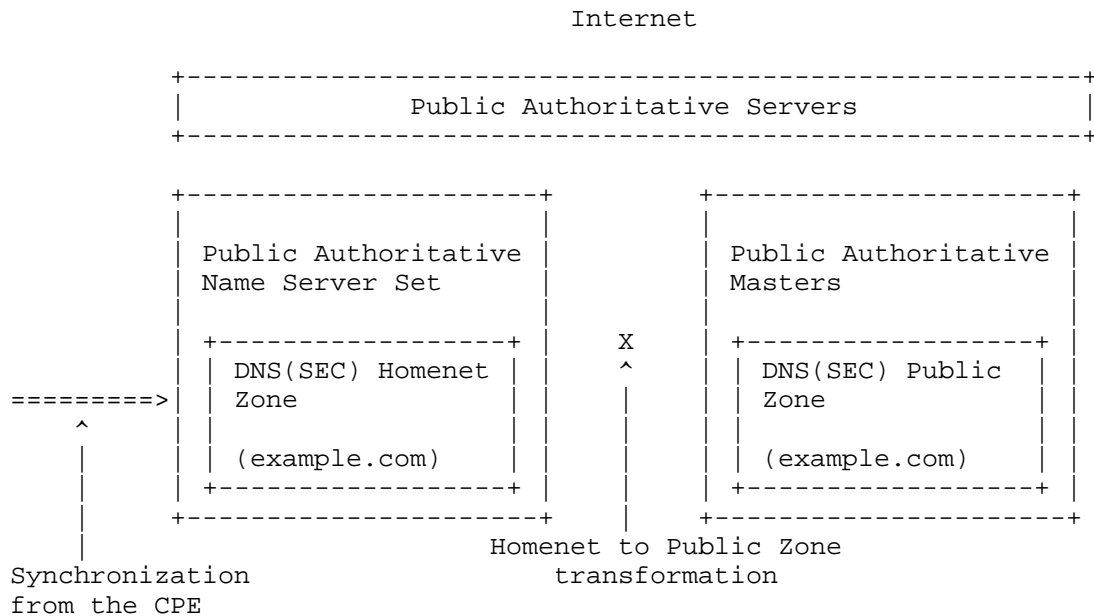 Internet
Public Authoritative Servers
Public Authoritative
Name Server Set
Public Authoritative
Masters
X
DNS(SEC) Homenet
Zone
(example.com)
DNS(SEC) Public
Zone
(example.com)
Homenet to Public Zone
transformation
Synchronization
from the CPE